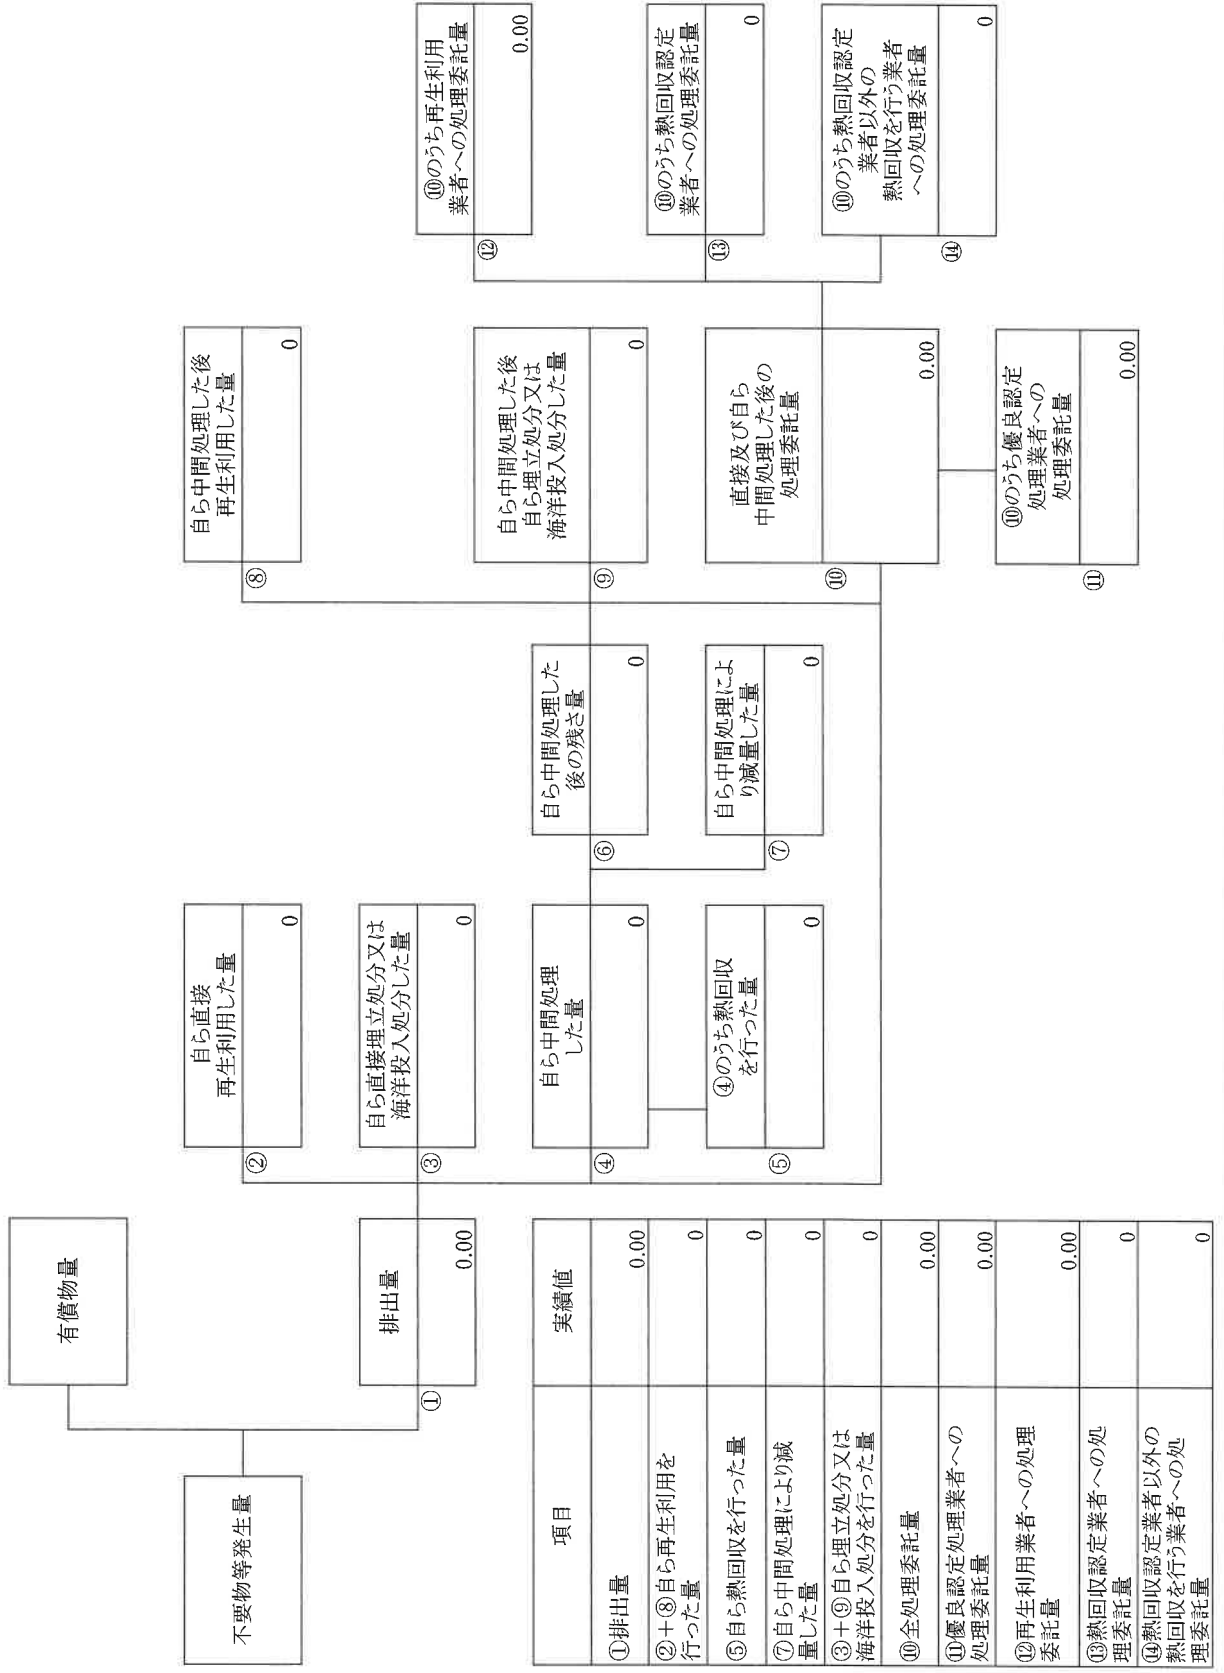 有償物量
不要物等発生量
①
排出量
0.00
②
自ら直接
再生利用した量
0
③
自ら直接埋立処分又は
海洋投入処分した量
0
④
自ら中間処理
した量
0
⑤
④のうち熱回収
を行った量
0
⑥
自ら中間処理した
後の残さ量
0
⑦
自ら中間処理によ
り減量した量
0
⑧
自ら中間処理した後
再生利用した量
0
⑨
自ら中間処理した後
自ら埋立処分又は
海洋投入処分した量
0
⑩
直接及び自ら
中間処理した後の
処理委託量
0.00
⑪
⑩のうち優良認定
処理業者への
処理委託量
0.00
⑫
⑩のうち再生利用
業者への処理委託量
0.00
⑬
⑩のうち熱回収認定
業者への処理委託量
0
⑭
⑩のうち熱回収認定
業者以外の
熱回収を行う業者
への処理委託量
0
項目
実績値
①排出量
0.00
②+⑧自ら再生利用を
行った量
0
⑤自ら熱回収を行った量
0
⑦自ら中間処理により減
量した量
0
③+⑨自ら埋立処分又は
海洋投入処分を行った量
0
⑩全処理委託量
0.00
⑪優良認定処理業者への
処理委託量
0.00
⑫再生利用業者への処理
委託量
0.00
⑬熱回収認定業者への処
理委託量
0
⑭熱回収認定業者以外の
熱回収を行う業者への処
理委託量
0